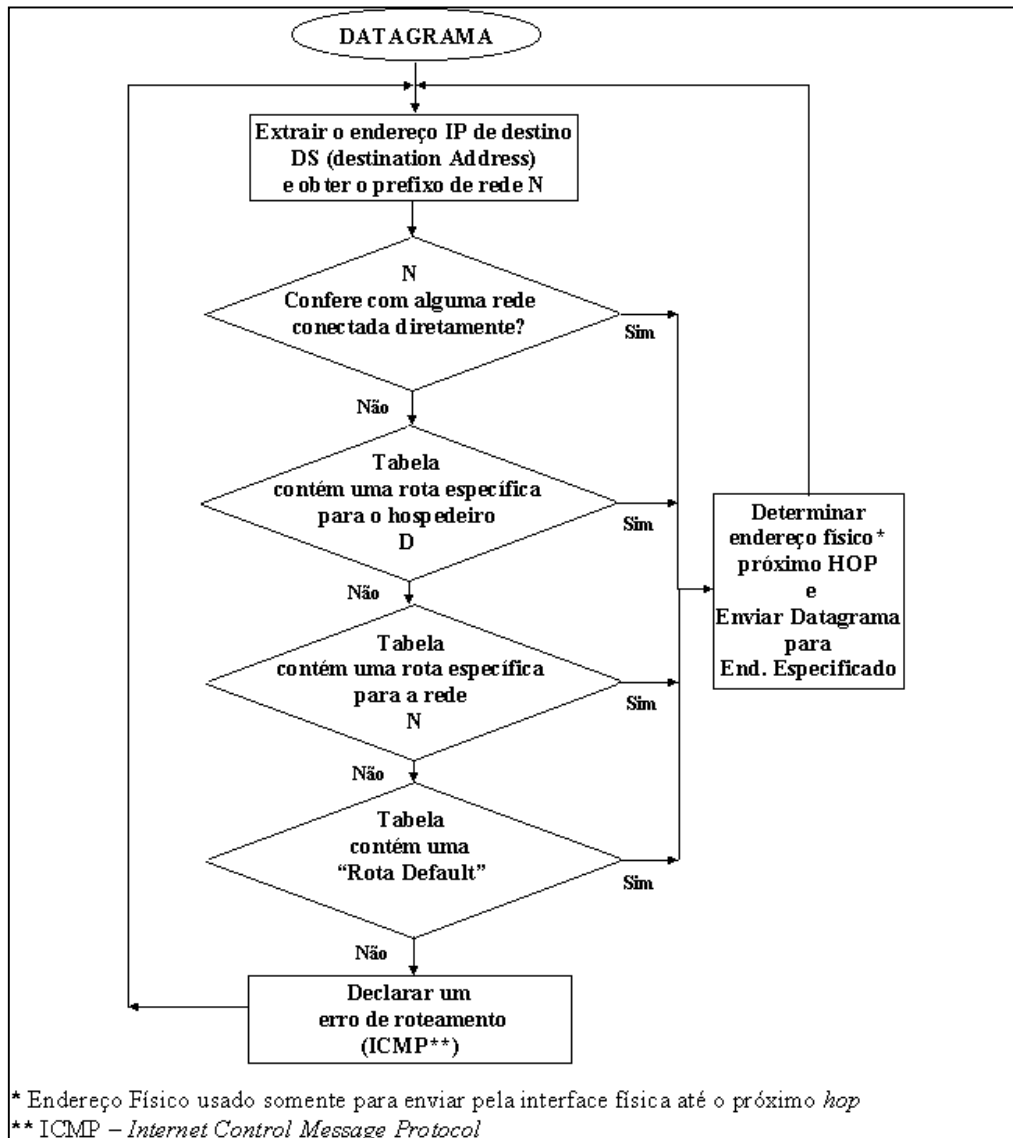 DATAGRAMA
Extrair o endereço IP de destino
DS (destination Address)
e obter o prefixo de rede N
N
Confere com alguma rede
conectada diretamente?
Sim
Não
Tabela
contém uma rota específica
para o hospedeiro
D
Sim
Não
Tabela
contém uma rota específica
para a rede
N
Sim
Não
Tabela
contém uma
“Rota Default”
Sim
Não
Declarar um
erro de roteamento
(ICMP**)
Determinar
endereço físico*
próximo HOP
e
Enviar Datagrama
para
End. Especificado
* Endereço Físico usado somente para enviar pela interface física até o próximo hop
** ICMP – Internet Control Message Protocol